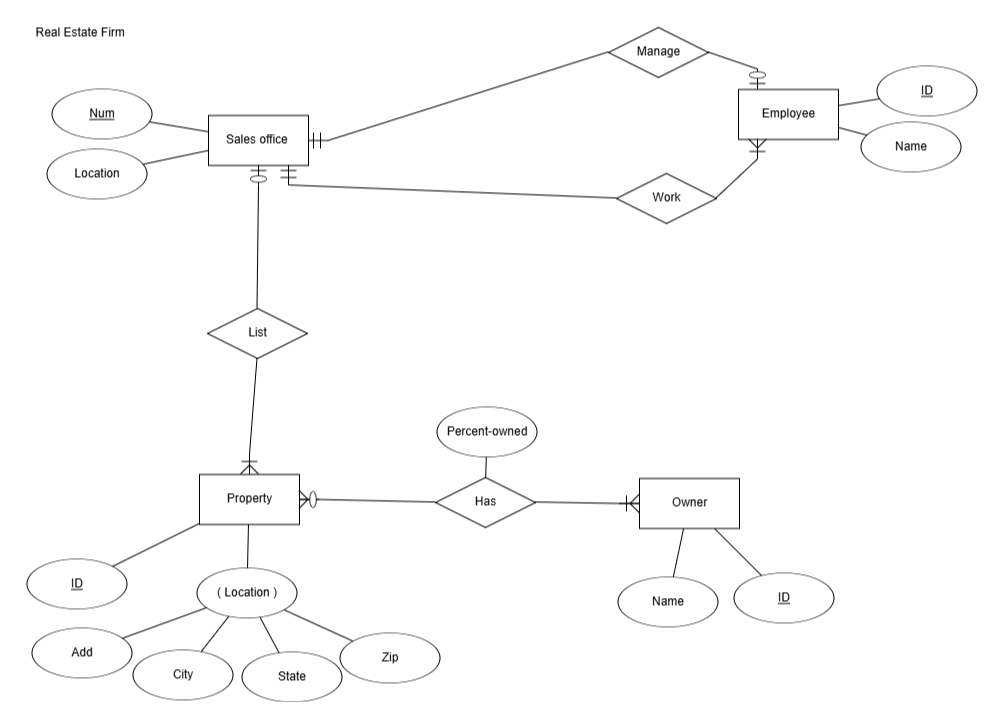 Real Estate Firm
Manage
ID
Num
Employee
Sales office
Name
Location
Work
List
Percent-owned
Property
Has
Owner
ID
( Location )
Name
ID
Add
City
State
Zip